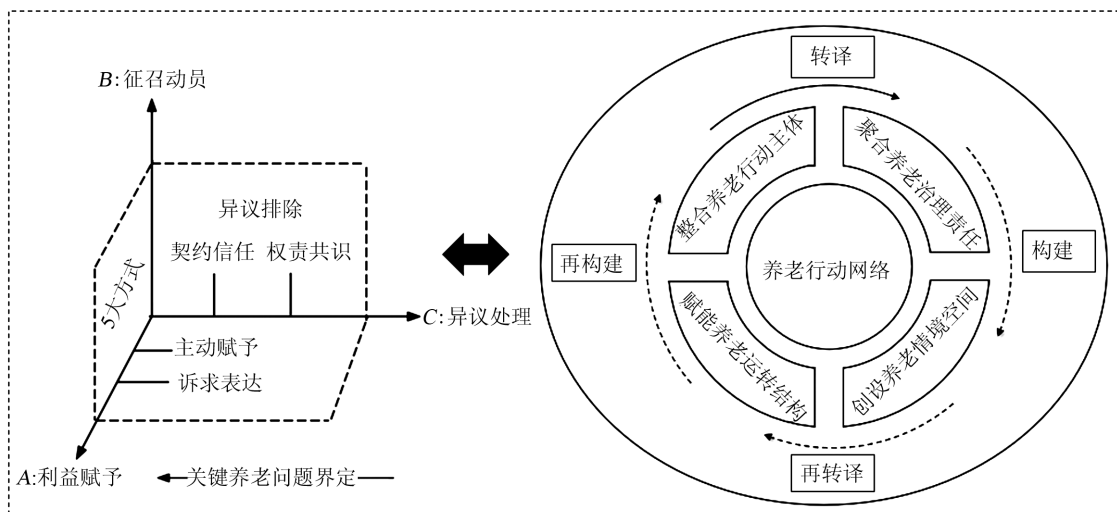 B:征召动员
异议排除
契约信任 权责共识
5大方式
C:异议处理
主动赋予
诉求表达
A:利益赋予
关键养老问题界定
转译
整合养老行动主体
聚合养老治理责任
再构建
养老行动网络
构建
赋能养老运转结构
创设养老情境空间
再转译